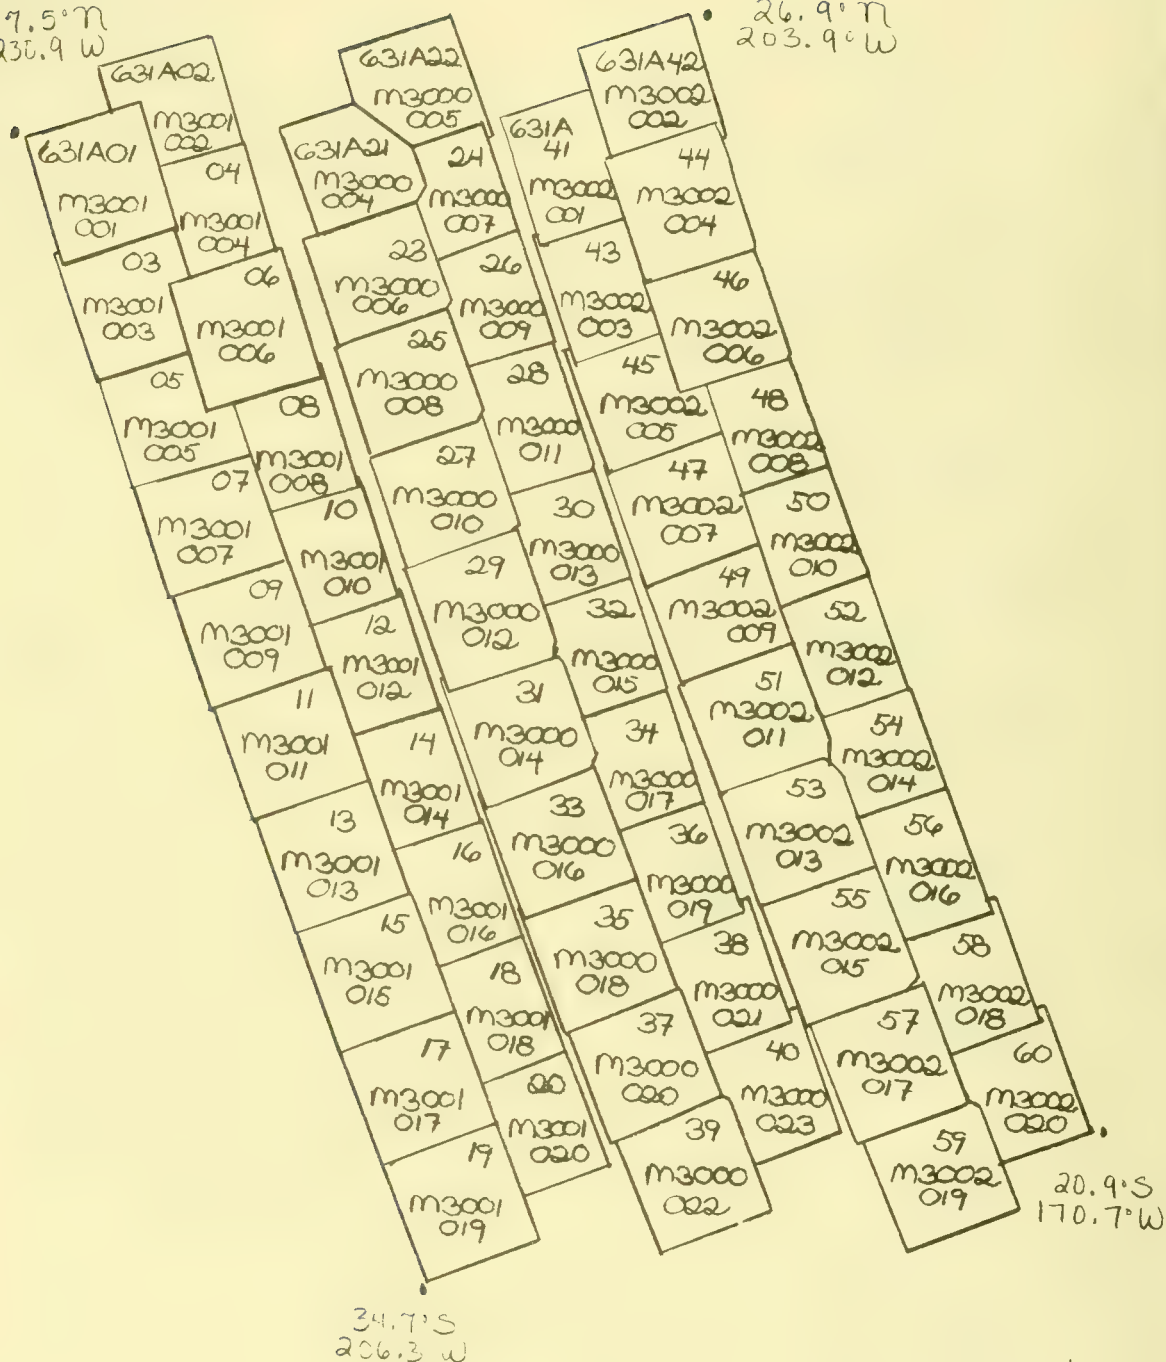 7.5°N
230.9 W
26.9°N
203.9°W
631A02
M3001
002
631A01
M3001
001
04
M3001
004
03
M3001
003
06
M3001
006
05
M3001
005
08
M3001
008
07
M3001
007
10
M3001
010
09
M3001
009
12
M3001
012
11
M3001
011
14
M3001
014
13
M3001
013
16
M3001
016
15
M3001
015
18
M3001
018
17
M3001
017
20
M3001
020
19
M3001
019
631A22
M3000
005
631A21
M3000
004
24
M3000
007
23
M3000
006
26
M3000
009
25
M3000
008
28
M3000
011
27
M3000
010
30
M3000
013
29
M3000
012
32
M3000
015
31
M3000
014
34
M3000
017
33
M3000
016
36
M3000
019
35
M3000
018
38
M3000
021
37
M3000
020
40
M3000
023
39
M3000
022
631A42
M3002
002
631A
41
M3002
001
44
M3002
004
43
M3002
003
46
M3002
006
45
M3002
005
48
M3002
008
47
M3002
007
50
M3002
010
49
M3002
009
52
M3002
012
51
M3002
011
54
M3002
014
53
M3002
013
56
M3002
016
55
M3002
015
58
M3002
018
57
M3002
017
60
M3002
020
59
M3002
019
20.9°S
170.7°W
34.7°S
206.3 W